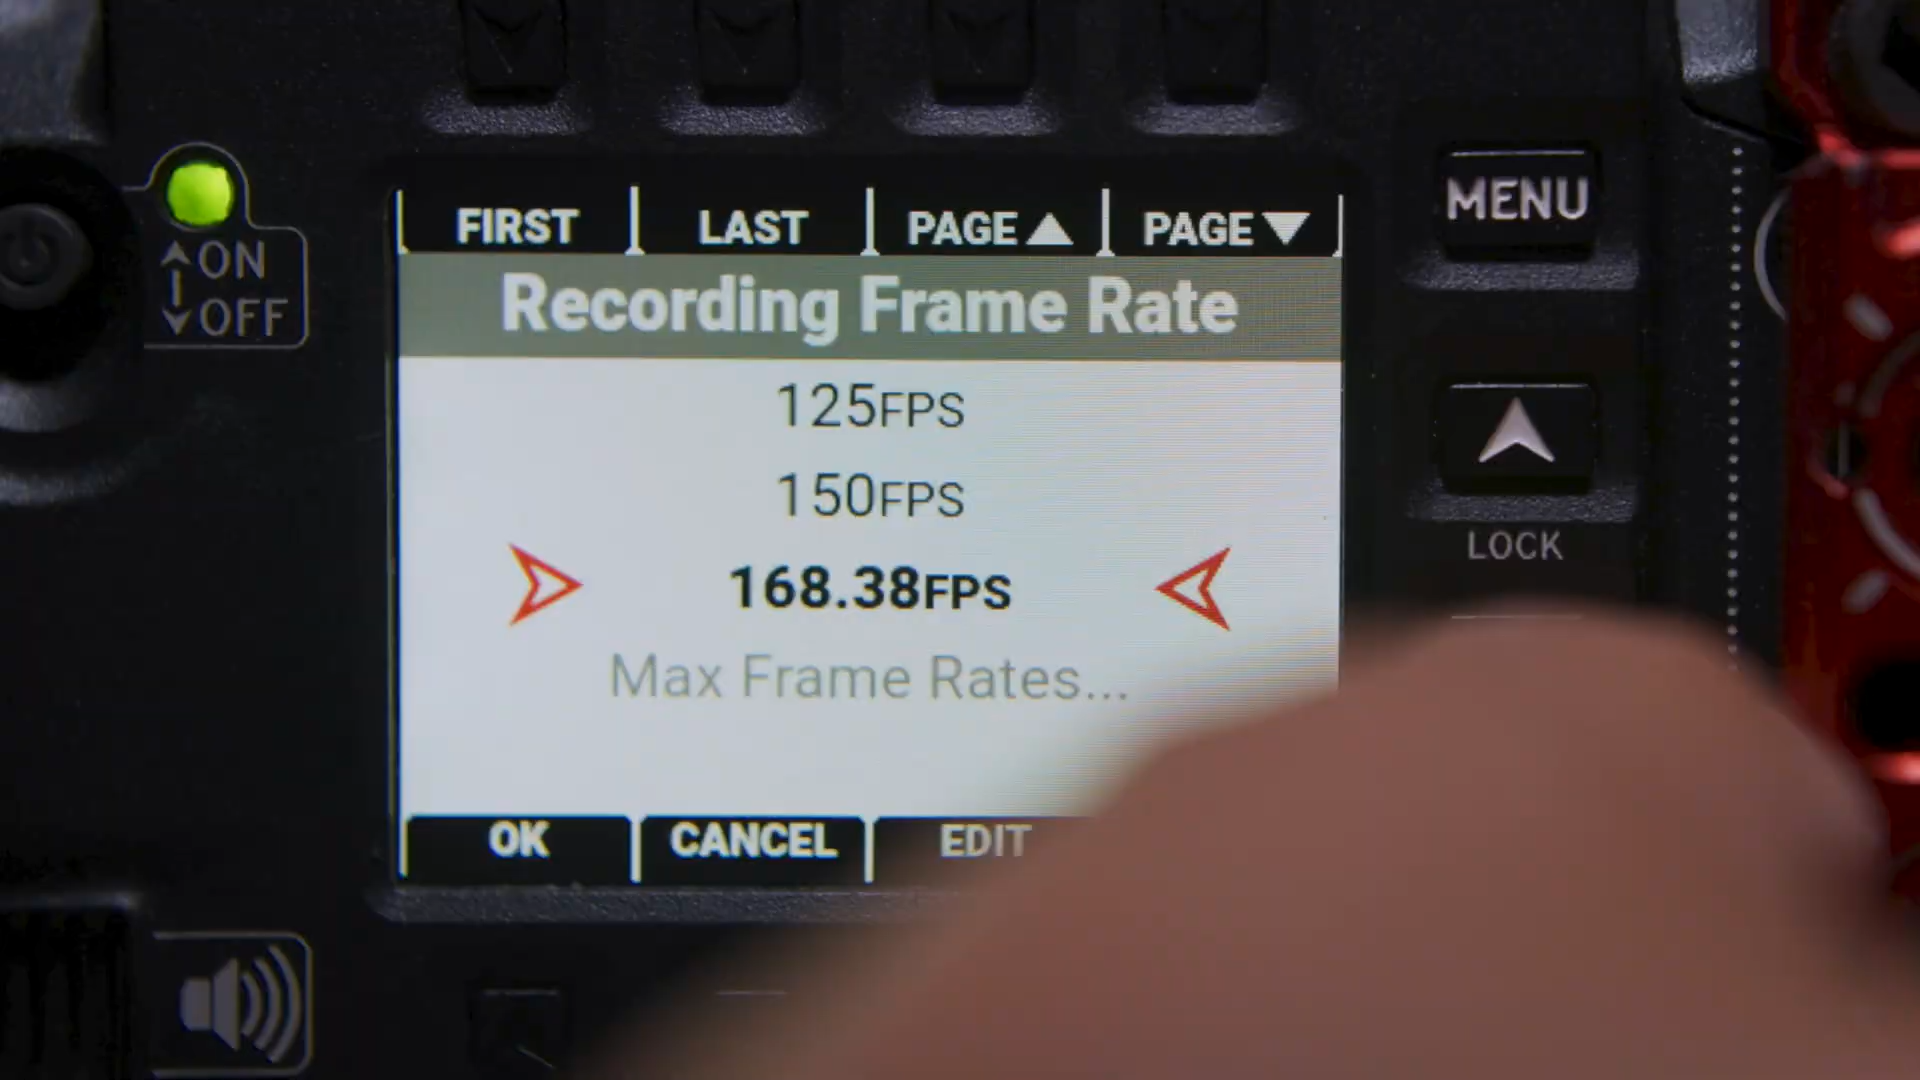 FIRST LAST PAGE▲ PAGE▼
MENU
ON
OFF
Recording Frame Rate
125FPS
150FPS
168.38FPS
Max Frame Rates...
LOCK
OK CANCEL EDIT